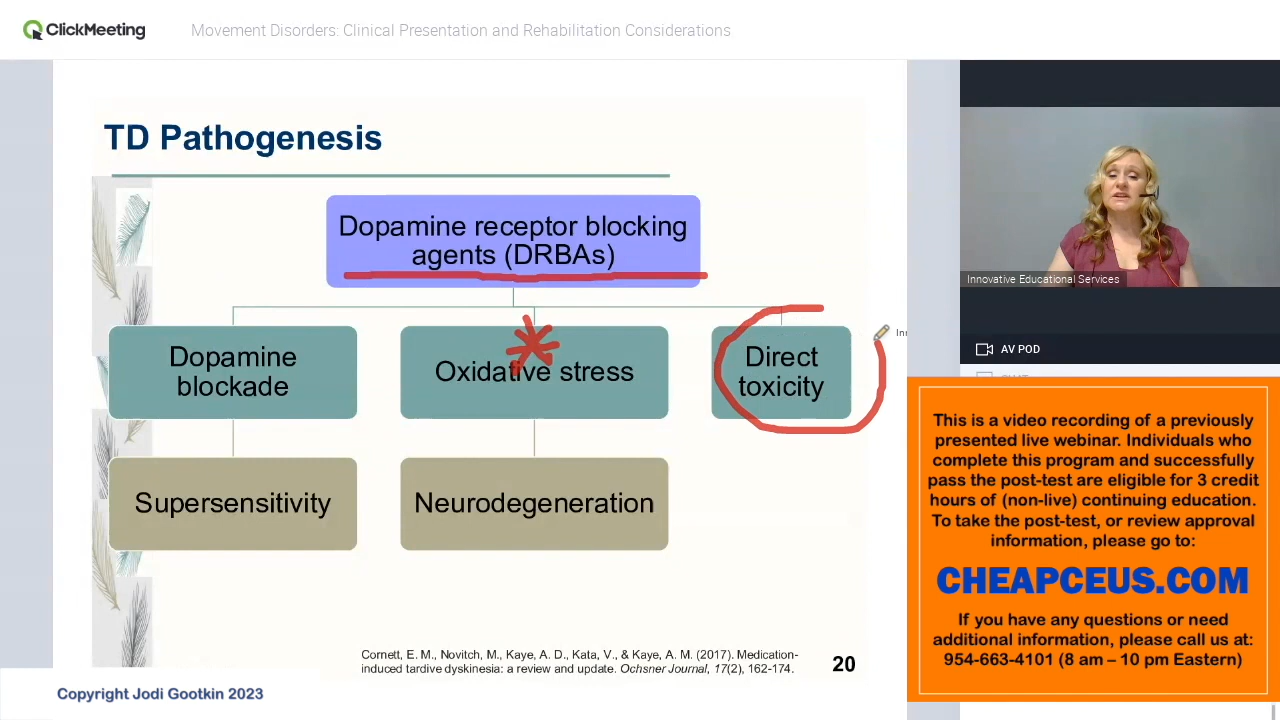 ClickMeeting
Movement Disorders: Clinical Presentation and Rehabilitation Considerations
TD Pathogenesis
Dopamine receptor blocking
agents (DRBAs)
Dopamine
blockade
Oxidative stress
Direct
toxicity
Supersensitivity
Neurodegeneration
Cornett, E. M., Novitch, M., Kaye, A. D., Kata, V., & Kaye, A. M. (2017). Medication-
induced tardive dyskinesia: a review and update. Ochsner Journal, 17(2), 162-174.
20
Copyright Jodi Gootkin 2023
Innovative Educational Services
AV POD
This is a video recording of a previously
presented live webinar. Individuals who
complete this program and successfully
pass the post-test are eligible for 3 credit
hours of (non-live) continuing education.
To take the post-test, or review approval
information, please go to:
CHEAPCEUS.COM
If you have any questions or need
additional information, please call us at:
954-663-4101 (8 am – 10 pm Eastern)